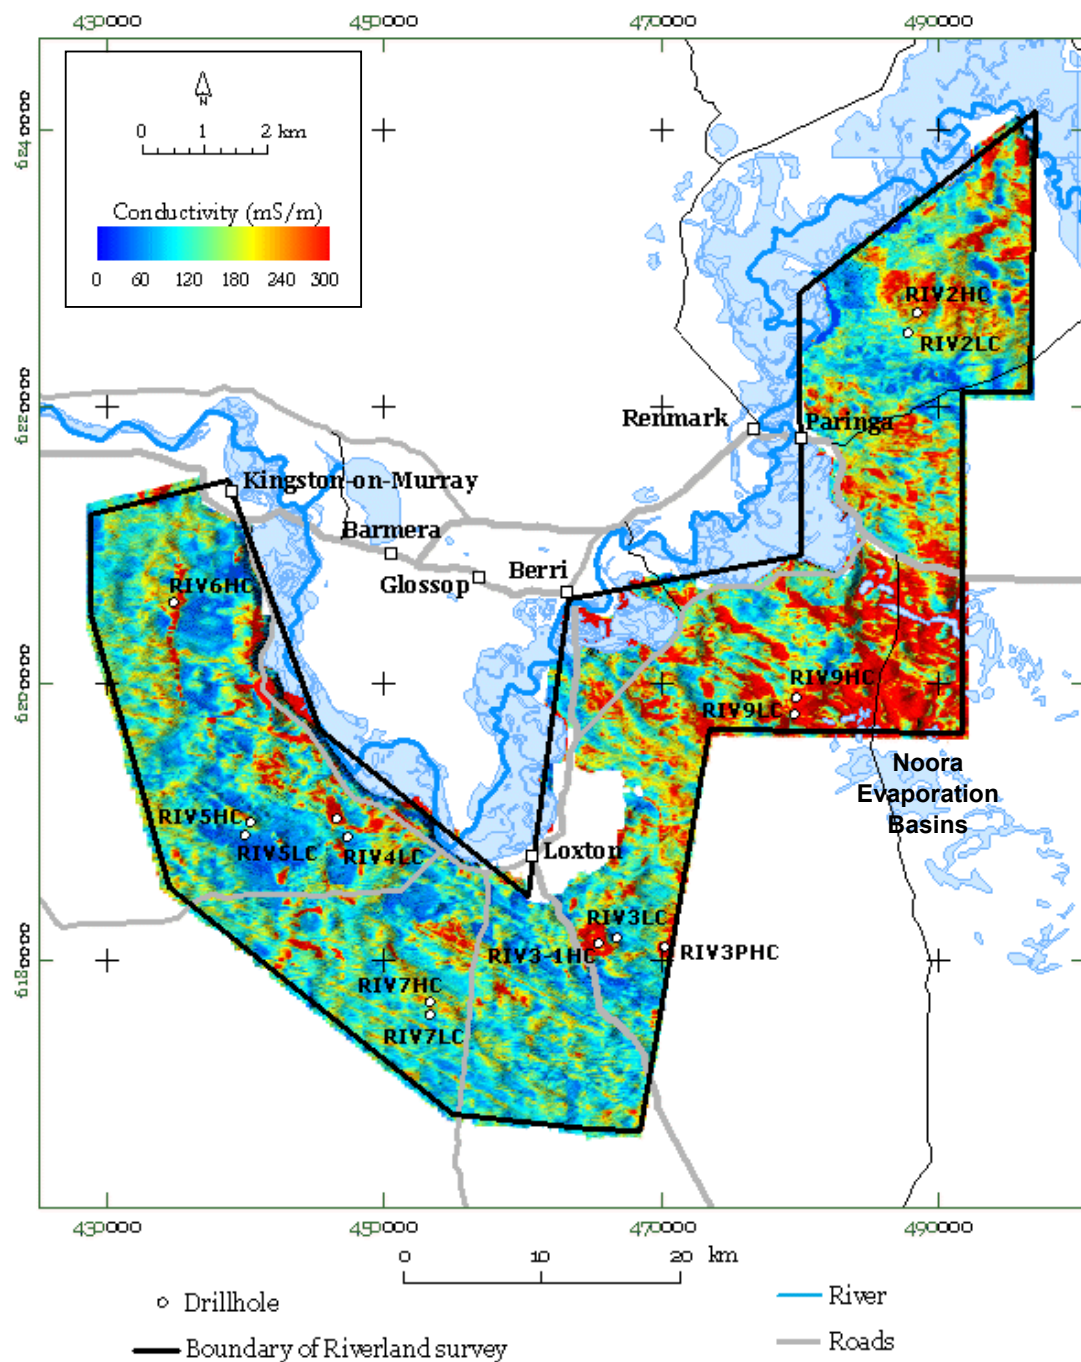 430000 450000 470000 490000
N
0 1 2 km
Conductivity (mS/m)
0 60 120 180 240 300
6240000
RIV2HC
RIV2LC
6220000
Renmark
Paringa
Kingston-on-Murray
Barmera
Glossop
Berri
RIV6HC
6200000
RIV9HC
RIV9LC
Noora
Evaporation
Basins
RIV5HC
RIV5LC
RIV4LC
Loxton
RIV3LC
RIV3-1HC
RIV3PHC
6180000
RIV7HC
RIV7LC
430000 450000 470000 490000
0 10 20 km
Drillhole
River
Boundary of Riverland survey
Roads